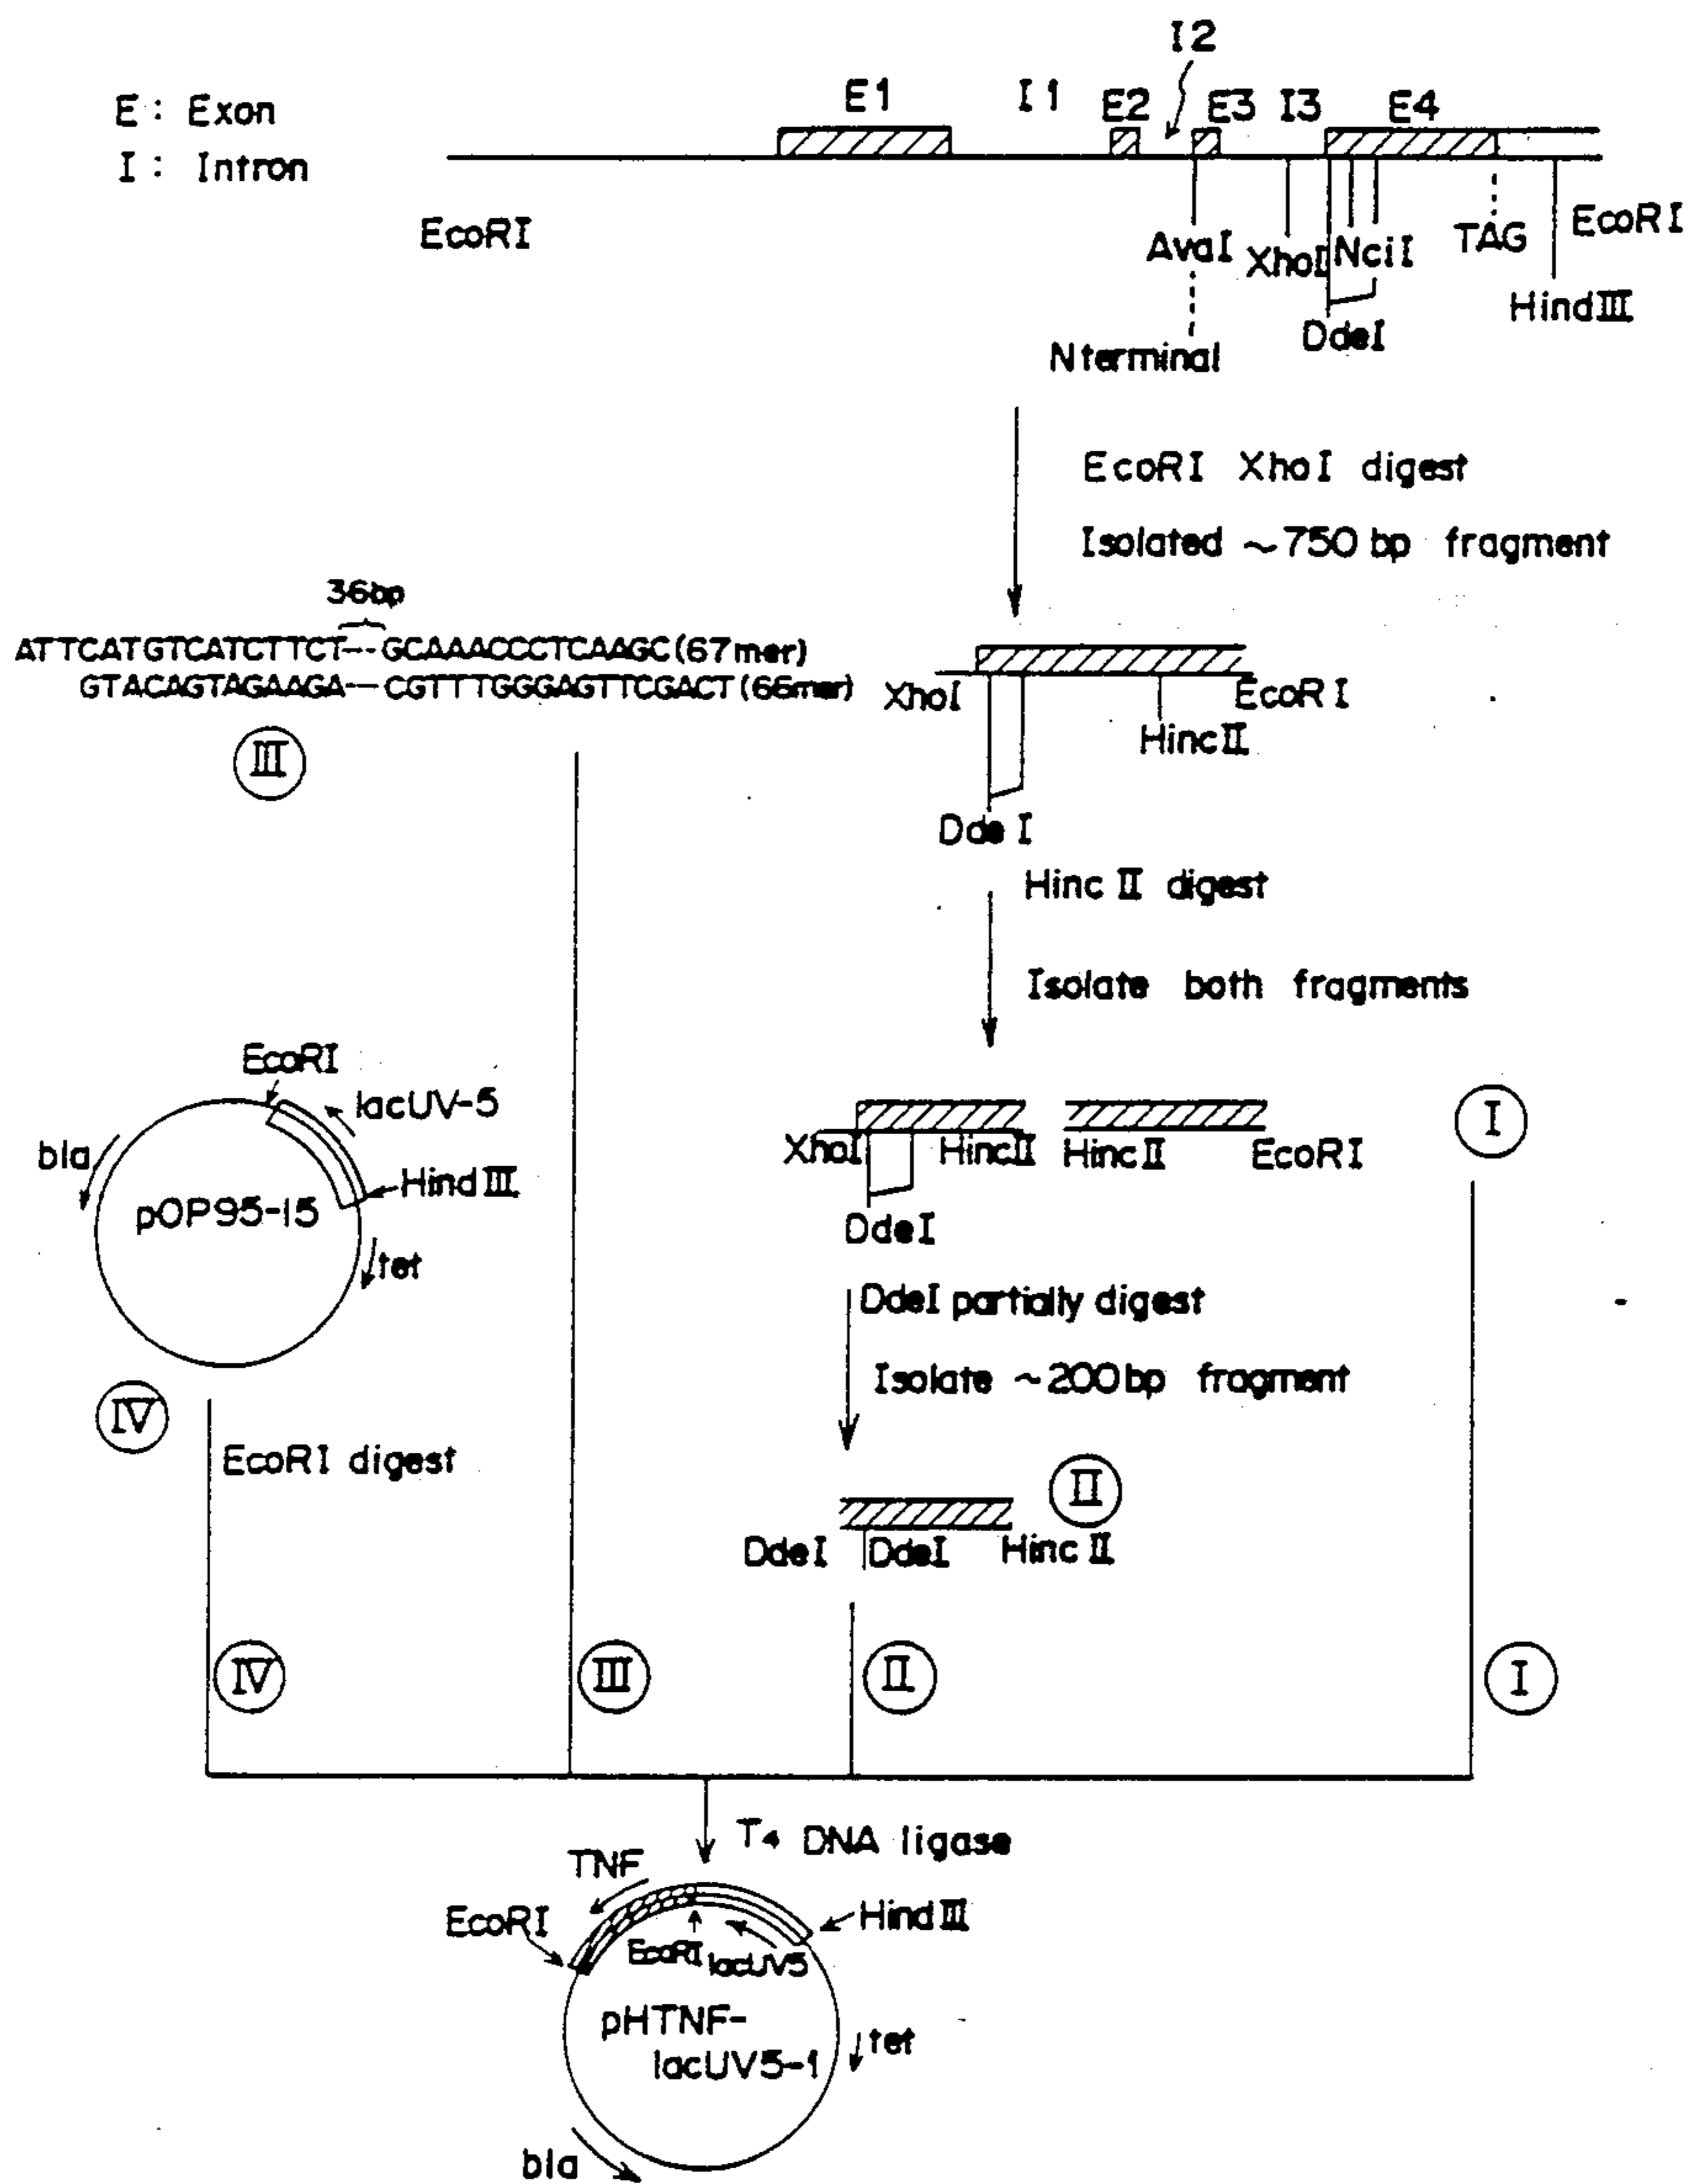 I2
E : Exon
I : Intron
E1
I1
E2
E3
I3
E4
EcoRI
AvaI
XhoI
NciI
TAG
EcoRI
HindIII
DdeI
N terminal
EcoRI XhoI digest
Isolated ~750 bp fragment
36bp
ATTCATGTCATCTTCT---GCAAACCCTCAAGC(67mer)
GTACAGTAGAAGA---CGTTTGGGAGTTCGACT(66mer)
III
XhoI
EcoRI
HincII
DdeI
Hinc II digest
Isolate both fragments
EcoRI
lacUV-5
bla
HindIII
pOP95-15
tet
IV
XhoI
HincII
HincII
EcoRI
I
DdeI
DdeI partially digest
Isolate ~200bp fragment
EcoRI digest
II
DdeI
DdeI
Hinc II
IV
III
II
I
T4 DNA ligase
TNF
EcoRI
HindIII
EcoRI
lacUV5
pHTNF-
lacUV5-1
tet
bla